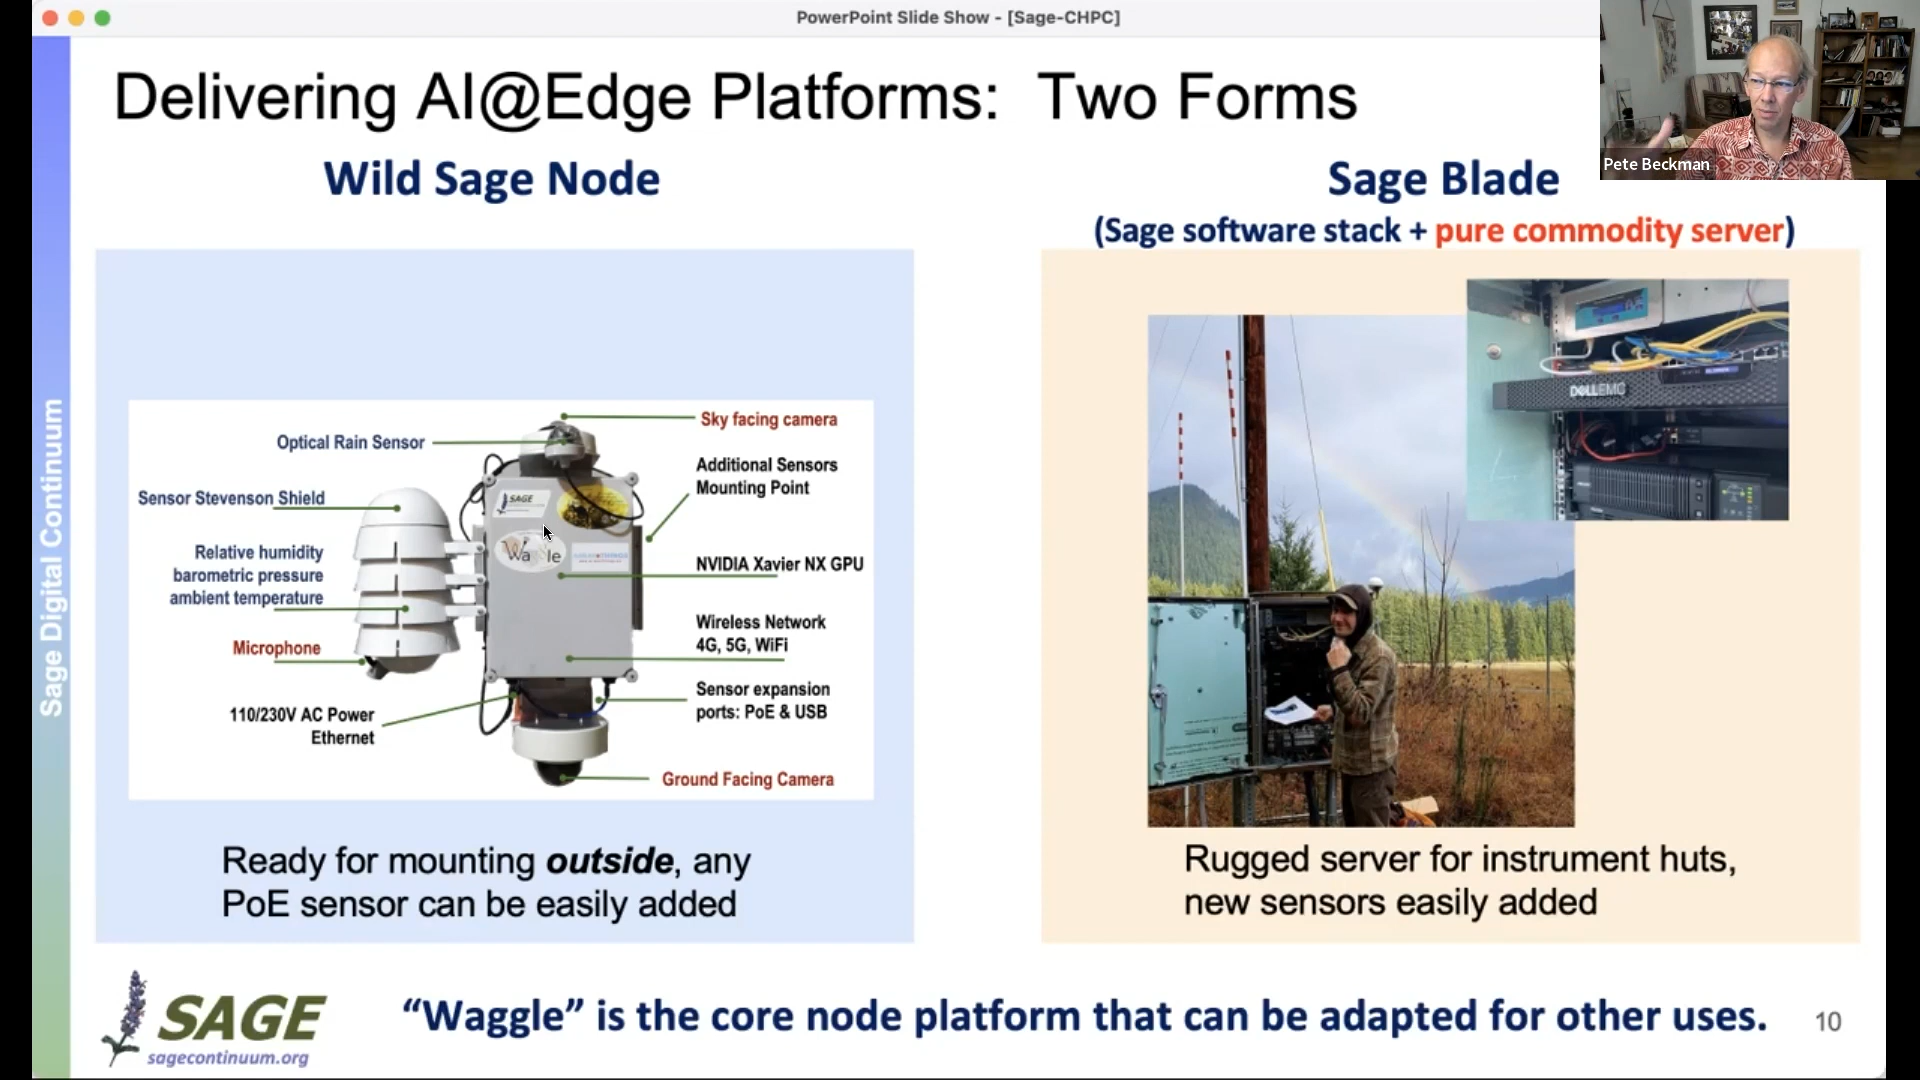 PowerPoint Slide Show - [Sage-CHPC]
Delivering AI@Edge Platforms: Two Forms
Pete Beckman
Wild Sage Node
Sage Blade
(Sage software stack + pure commodity server)
Sage Digital Continuum
Sky facing camera
Optical Rain Sensor
Additional Sensors
Mounting Point
Sensor Stevenson Shield
Relative humidity
barometric pressure
ambient temperature
NVIDIA Xavier NX GPU
Wireless Network
4G, 5G, WiFi
Microphone
Sensor expansion
ports: PoE & USB
110/230V AC Power
Ethernet
Ground Facing Camera
SAGE
Waggle
DELLEMC
Ready for mounting outside, any
PoE sensor can be easily added
Rugged server for instrument huts,
new sensors easily added
SAGE
sagecontinuum.org
“Waggle” is the core node platform that can be adapted for other uses.
10